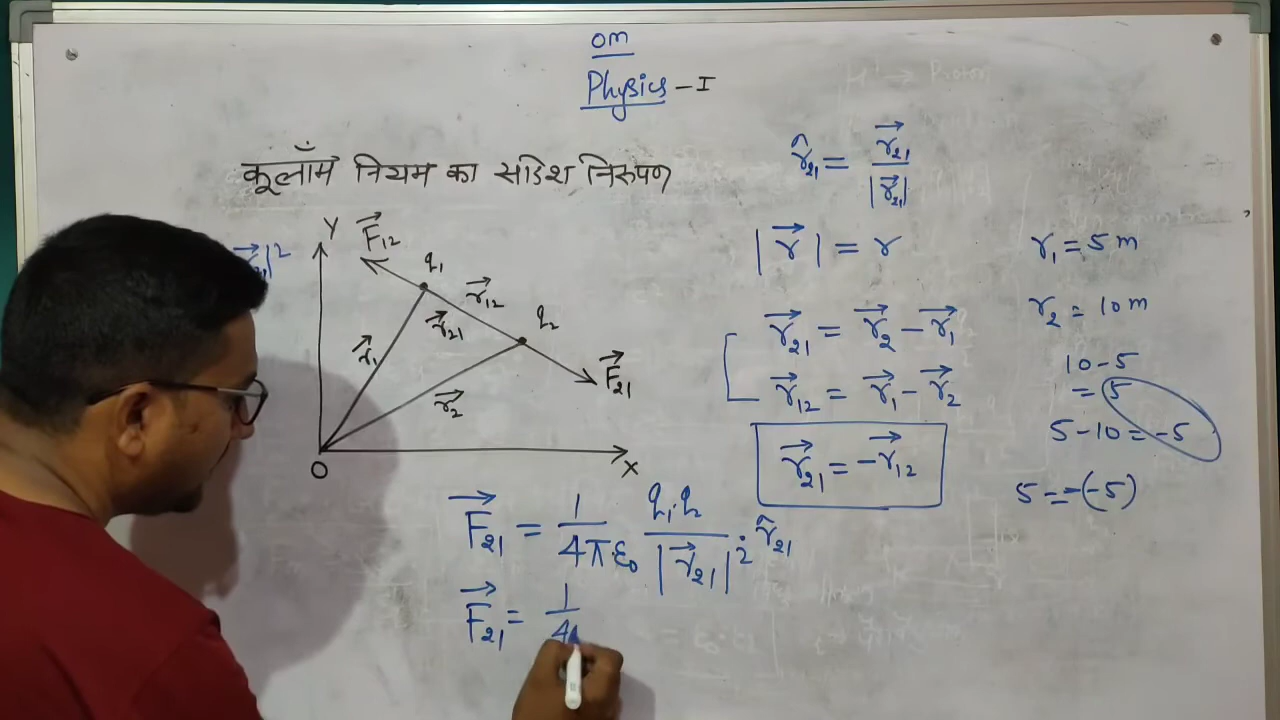 om
Physics - I
कूलाँम नियम का सदिश निरुपण
r̂₂₁ = r⃗₂₁ / |r⃗₂₁|
|r⃗| = r
r₁ = 5 m
r₂ = 10 m
r⃗₂₁ = r⃗₂ - r⃗₁
10 - 5
= 5
r⃗₁₂ = r⃗₁ - r⃗₂
5 - 10 = -5
r⃗₂₁ = -r⃗₁₂
5 = -(-5)
|²
Y
F⃗₁₂
q₁
r⃗₁₂
r⃗₂₁
q₂
r⃗₁
r⃗₂
F⃗₂₁
O
X
F⃗₂₁ = 1/4πε₀ q₁.q₂/|r⃗₂₁|² . r̂₂₁
F⃗₂₁ = 1/4